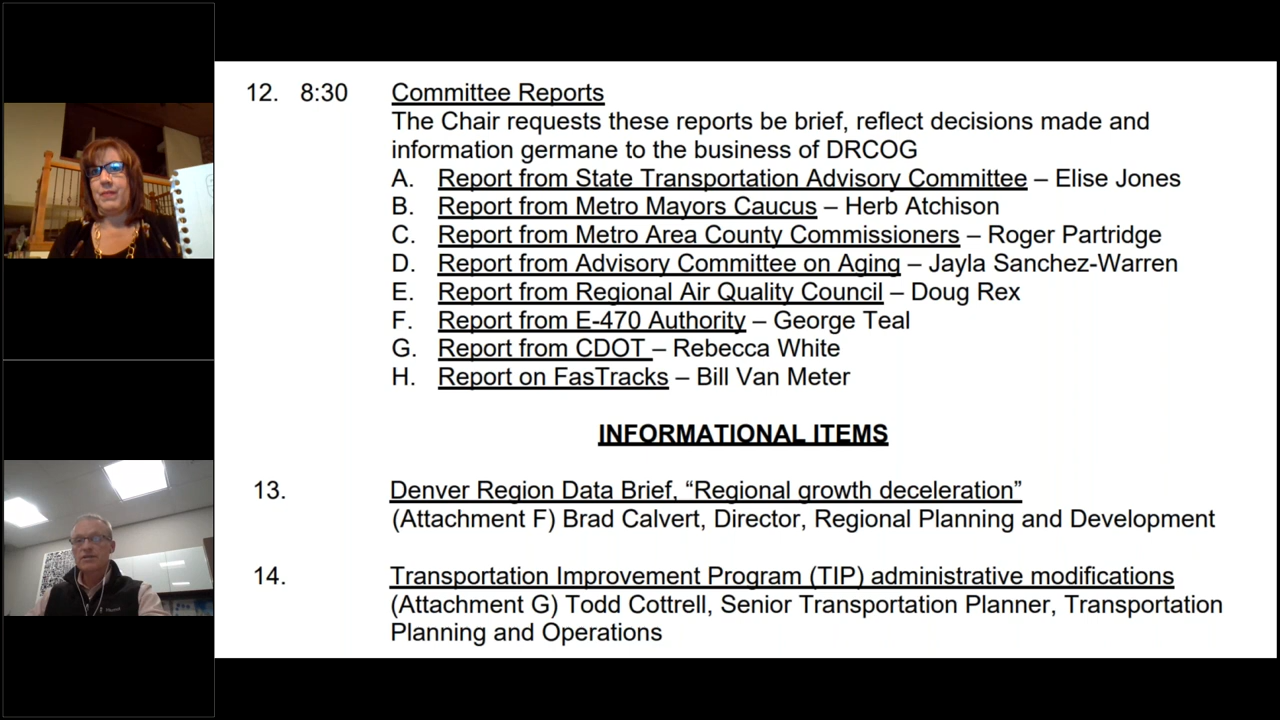 12. 8:30 Committee Reports
The Chair requests these reports be brief, reflect decisions made and
information germane to the business of DRCOG
A. Report from State Transportation Advisory Committee – Elise Jones
B. Report from Metro Mayors Caucus – Herb Atchison
C. Report from Metro Area County Commissioners – Roger Partridge
D. Report from Advisory Committee on Aging – Jayla Sanchez-Warren
E. Report from Regional Air Quality Council – Doug Rex
F. Report from E-470 Authority – George Teal
G. Report from CDOT – Rebecca White
H. Report on FasTracks – Bill Van Meter
INFORMATIONAL ITEMS
13. Denver Region Data Brief, “Regional growth deceleration”
(Attachment F) Brad Calvert, Director, Regional Planning and Development
14. Transportation Improvement Program (TIP) administrative modifications
(Attachment G) Todd Cottrell, Senior Transportation Planner, Transportation
Planning and Operations